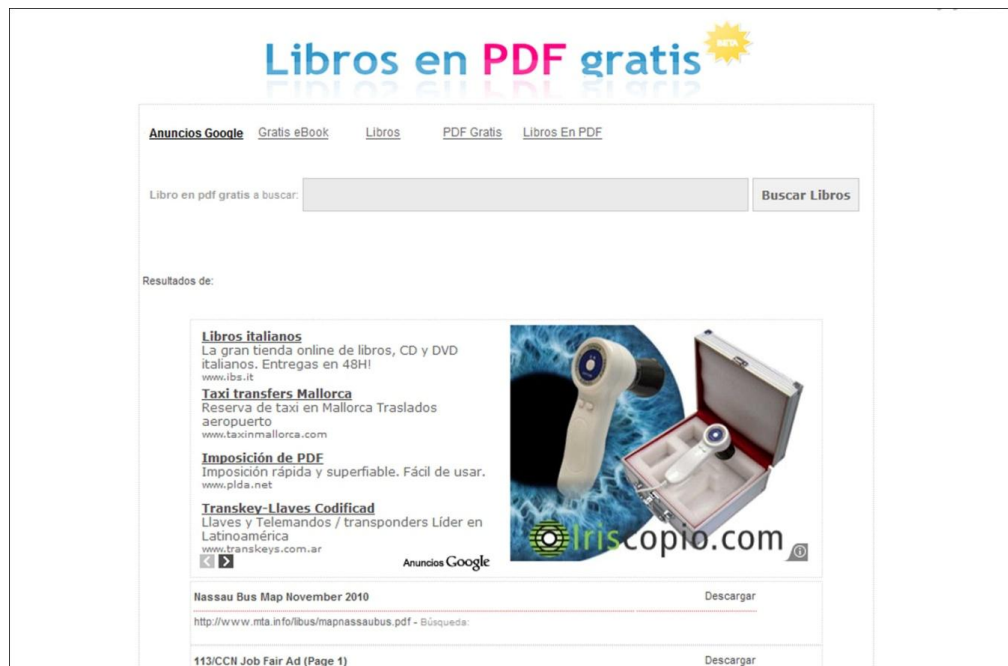 Libros en PDF gratis
BETA
Anuncios Google Gratis eBook Libros PDF Gratis Libros En PDF
Libro en pdf gratis a buscar: Buscar Libros
Resultados de:
Libros italianos
La gran tienda online de libros, CD y DVD
italianos. Entregas en 48H!
www.ibs.it
Taxi transfers Mallorca
Reserva de taxi en Mallorca Traslados
aeropuerto
www.taxinmallorca.com
Imposición de PDF
Imposición rápida y superfiable. Fácil de usar.
www.plda.net
Transkey-Llaves Codificad
Llaves y Telemandos / transponders Líder en
Latinoamérica
www.transkeys.com.ar
Anuncios Google
Iriscopio.com
Nassau Bus Map November 2010 Descargar
http://www.mta.info/libus/mapnassaubus.pdf - Búsqueda:
113/CCN Job Fair Ad (Page 1) Descargar